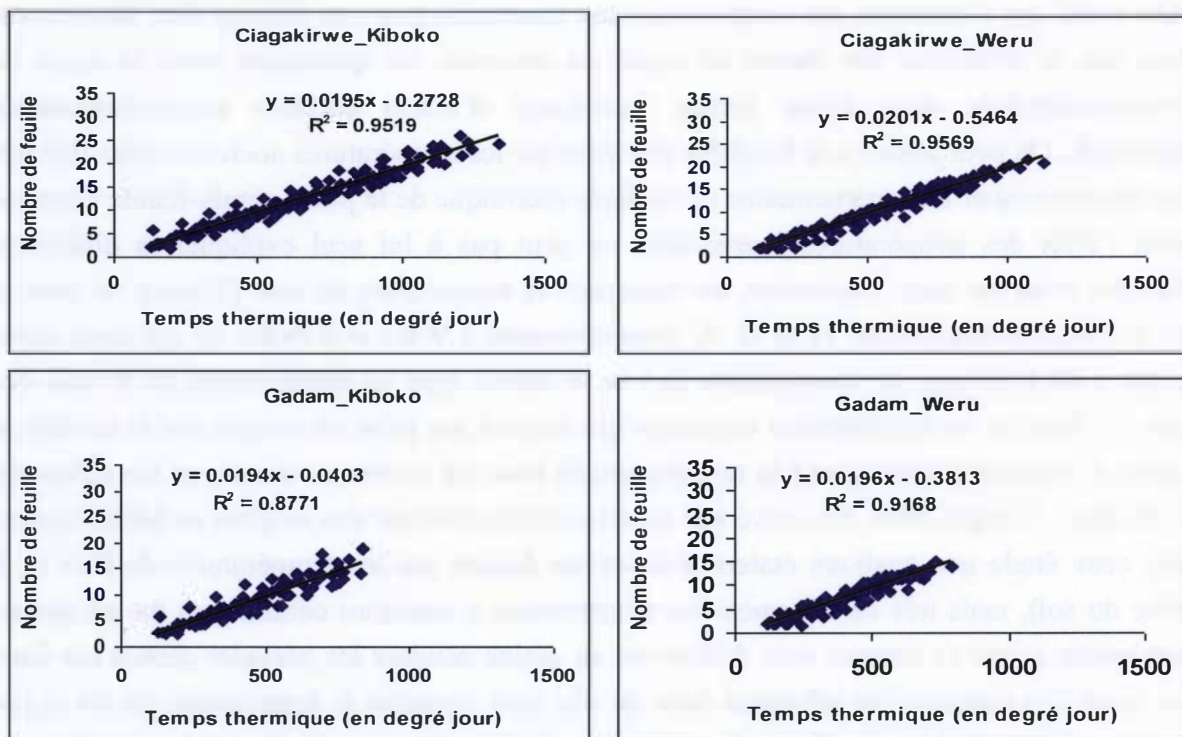 Ciagakirwe_Kiboko
35
30
25
20
15
10
5
0
Nombre de feuille
y = 0.0195x - 0.2728
R² = 0.9519
0 500 1000 1500
Temps thermique (en degré jour)
Ciagakirwe_Weru
35
30
25
20
15
10
5
0
Nombre de feuille
y = 0.0201x - 0.5464
R² = 0.9569
0 500 1000 1500
Temps thermique (en degré jour)
Gadam_Kiboko
35
30
25
20
15
10
5
0
Nombre de feuille
y = 0.0194x - 0.0403
R² = 0.8771
0 500 1000 1500
Temps thermique (en degré jour)
Gadam_Weru
35
30
25
20
15
10
5
0
Nombre de feuille
y = 0.0196x - 0.3813
R² = 0.9168
0 500 1000 1500
Temps thermique (en degré jour)